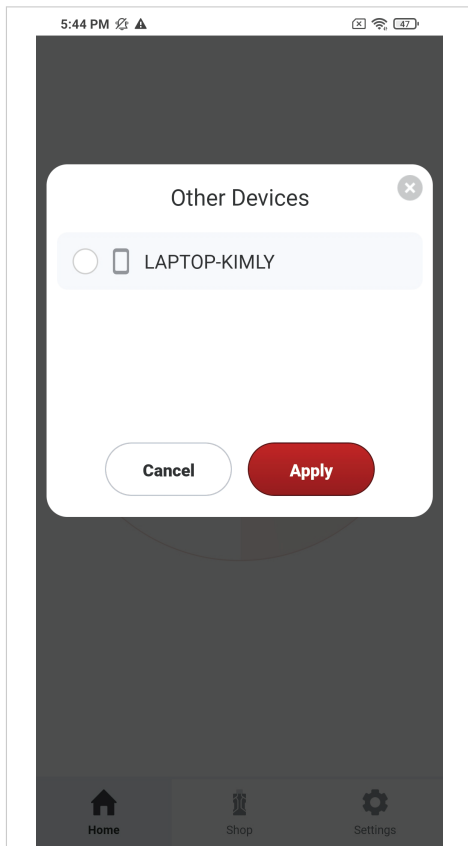 5:44 PM
47
Other Devices
LAPTOP-KIMLY
Cancel
Apply
Home
Shop
Settings